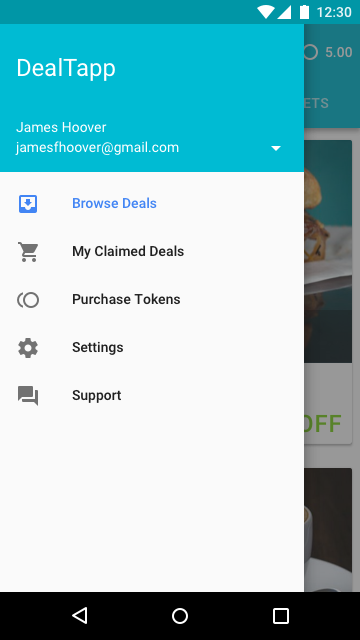 12:30
DealTapp
5.00
James Hoover
jamesfhoover@gmail.com
Browse Deals
My Claimed Deals
Purchase Tokens
Settings
Support
OFF